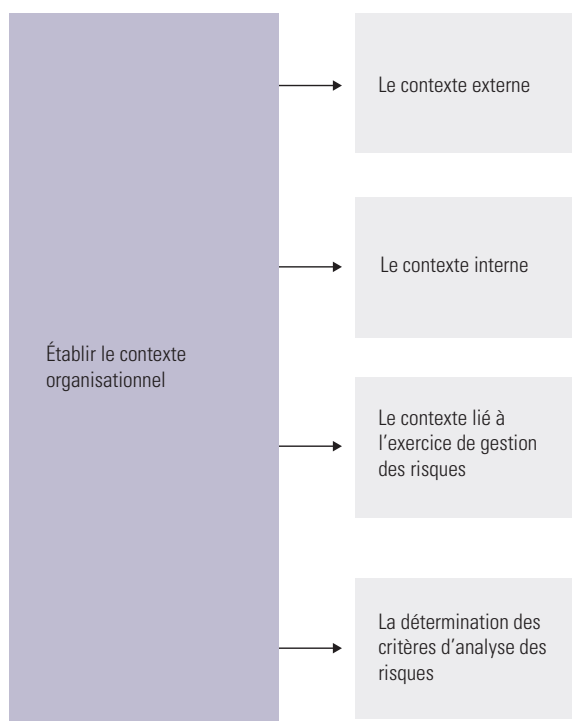 Établir le contexte
organisationnel
Le contexte externe
Le contexte interne
Le contexte lié à
l’exercice de gestion
des risques
La détermination des
critères d’analyse des
risques